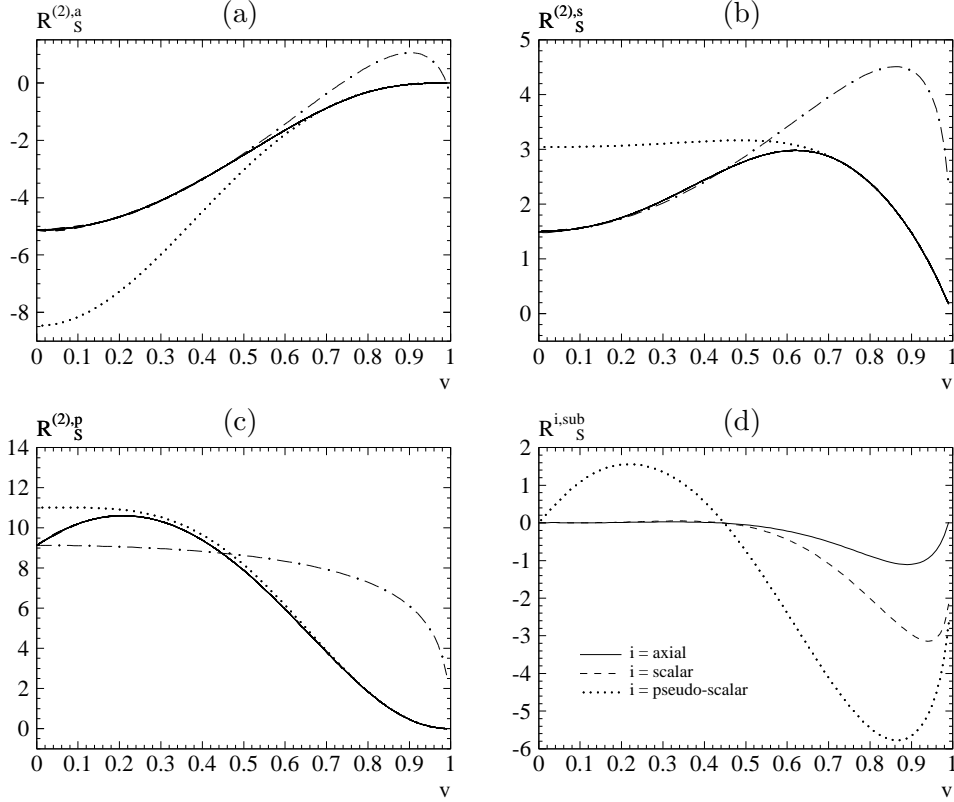 R_S^{(2),a}
(a)
0
-2
-4
-6
-8
0 0.1 0.2 0.3 0.4 0.5 0.6 0.7 0.8 0.9 1
v
R_S^{(2),s}
(b)
5
4
3
2
1
0
0 0.1 0.2 0.3 0.4 0.5 0.6 0.7 0.8 0.9 1
v
R_S^{(2),p}
(c)
14
12
10
8
6
4
2
0
0 0.1 0.2 0.3 0.4 0.5 0.6 0.7 0.8 0.9 1
v
R_S^{i,sub}
(d)
2
1
0
-1
-2
-3
-4
-5
-6
i = axial
i = scalar
i = pseudo-scalar
0 0.1 0.2 0.3 0.4 0.5 0.6 0.7 0.8 0.9 1
v